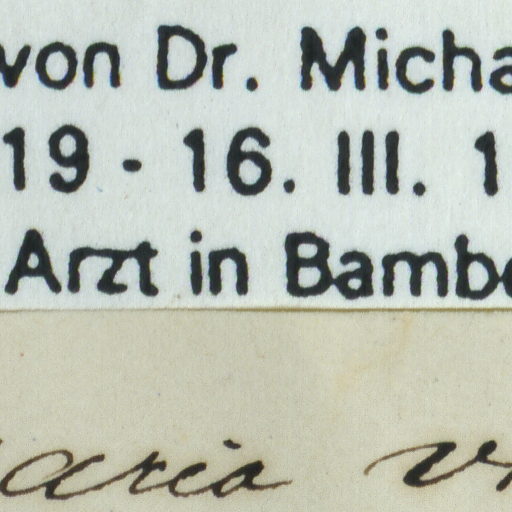 von Dr. Micha
19 - 16. III. 1
Arzt in Bambe
aria v